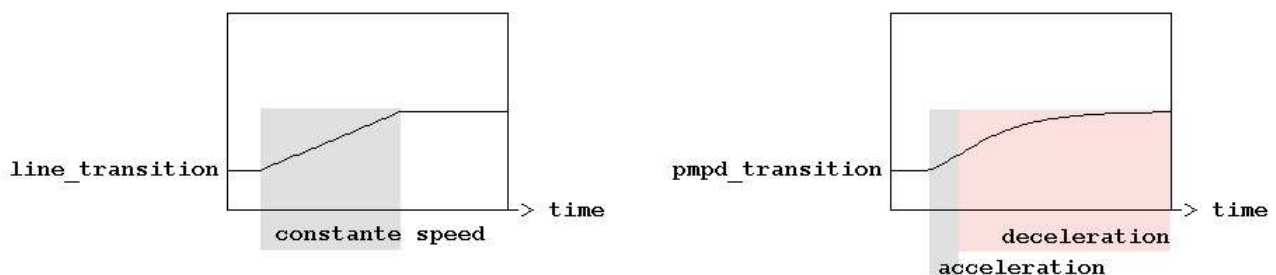 line_transition
> time
constante speed
pmpd_transition
> time
deceleration
acceleration